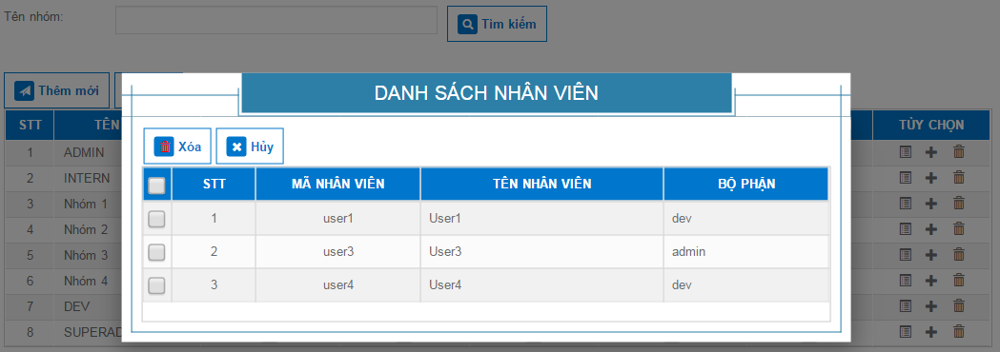 Tên nhóm:
Tìm kiếm
Thêm mới
DANH SÁCH NHÂN VIÊN
Xóa Hủy
STT MÃ NHÂN VIÊN TÊN NHÂN VIÊN BỘ PHẬN
1 user1 User1 dev
2 user3 User3 admin
3 user4 User4 dev
STT TÊN TÙY CHỌN
1 ADMIN
2 INTERN
3 Nhóm 1
4 Nhóm 2
5 Nhóm 3
6 Nhóm 4
7 DEV
8